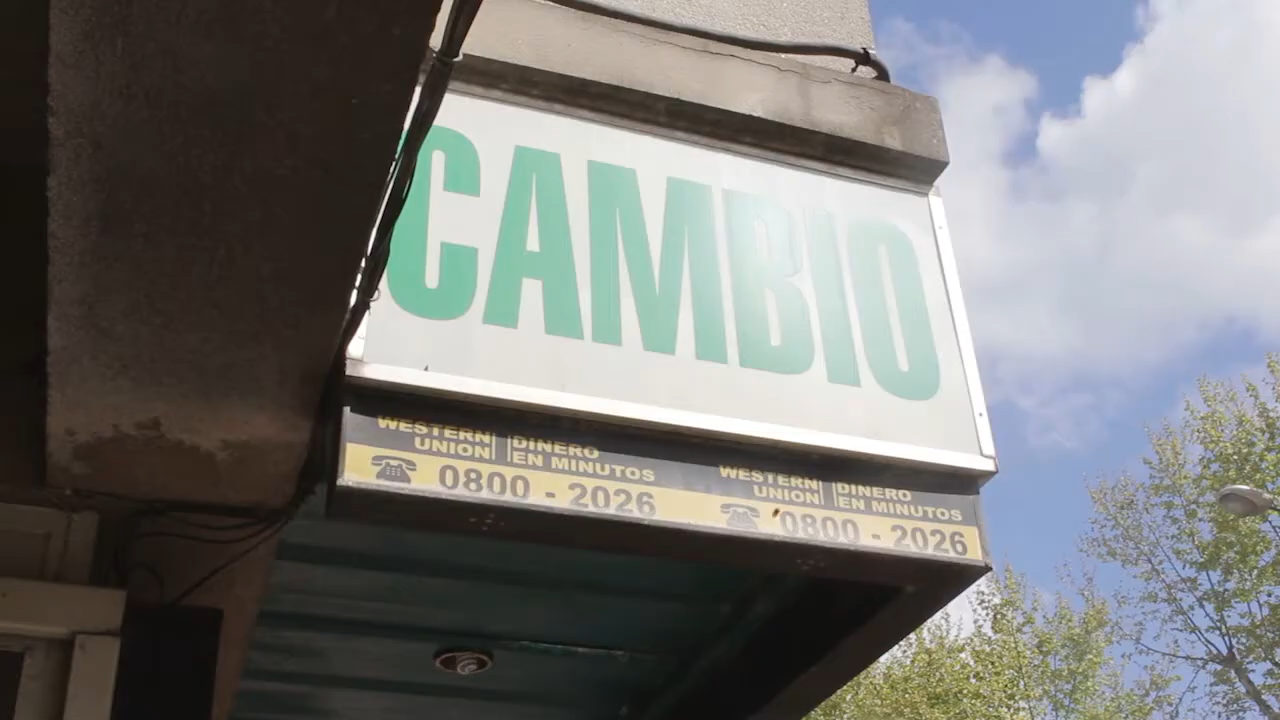 CAMBIO
WESTERN
UNION
DINERO
EN MINUTOS
0800 - 2026
WESTERN
UNION
DINERO
EN MINUTOS
0800 - 2026